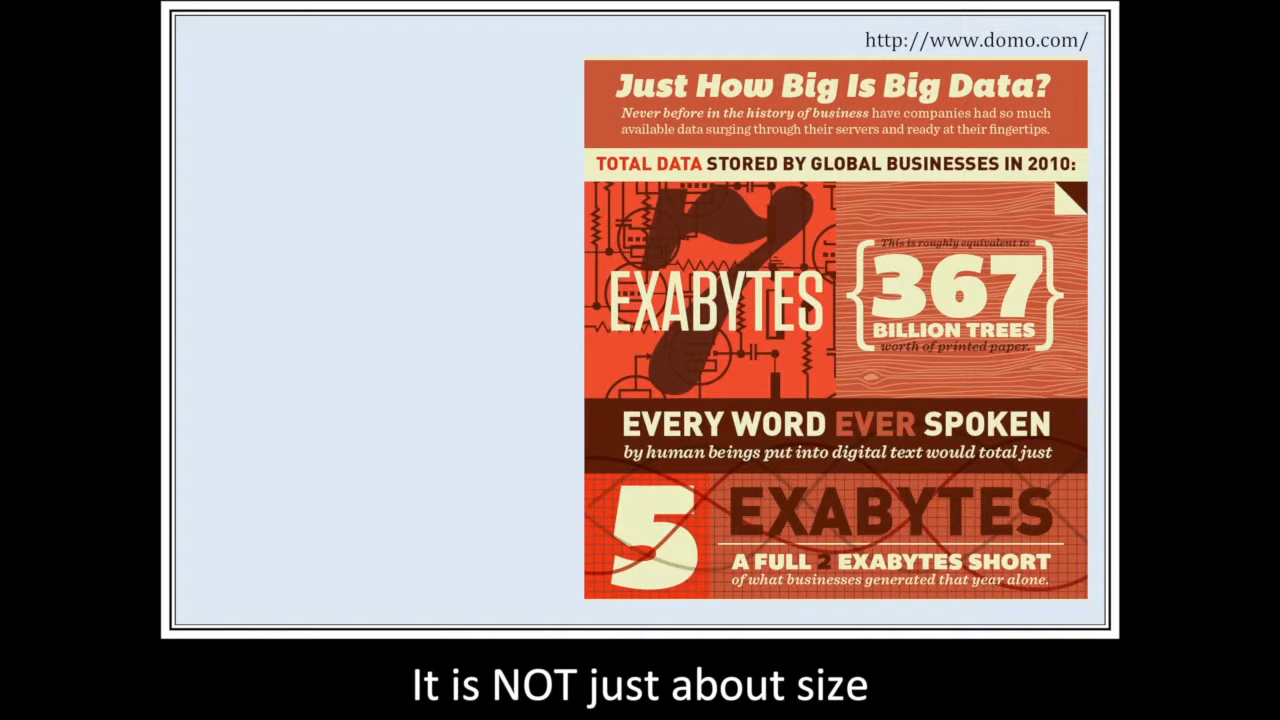 http://www.domo.com/
Just How Big Is Big Data?
Never before in the history of business have companies had so much
available data surging through their servers and ready at their fingertips.
TOTAL DATA STORED BY GLOBAL BUSINESSES IN 2010:
7
EXABYTES
This is roughly equivalent to
367
BILLION TREES
worth of printed paper.
EVERY WORD EVER SPOKEN
by human beings put into digital text would total just
5 EXABYTES
A FULL 2 EXABYTES SHORT
of what businesses generated that year alone.
It is NOT just about size